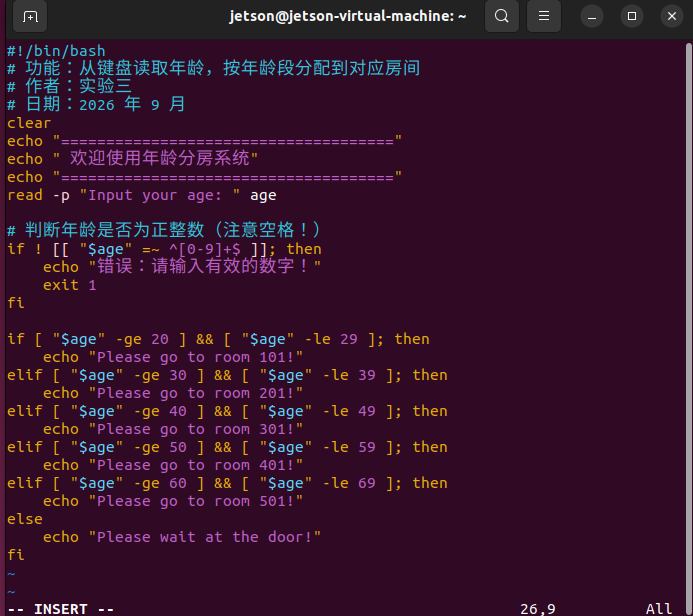 jetson@jetson-virtual-machine: ~
#!/bin/bash
# 功能：从键盘读取年龄，按年龄段分配到对应房间
# 作者：实验三
# 日期：2026 年 9 月
clear
echo "====================================="
echo " 欢迎使用年龄分房系统"
echo "====================================="
read -p "Input your age: " age
# 判断年龄是否为正整数（注意空格！）
if ! [[ "$age" =~ ^[0-9]+$ ]]; then
    echo "错误：请输入有效的数字！"
    exit 1
fi
if [ "$age" -ge 20 ] && [ "$age" -le 29 ]; then
    echo "Please go to room 101!"
elif [ "$age" -ge 30 ] && [ "$age" -le 39 ]; then
    echo "Please go to room 201!"
elif [ "$age" -ge 40 ] && [ "$age" -le 49 ]; then
    echo "Please go to room 301!"
elif [ "$age" -ge 50 ] && [ "$age" -le 59 ]; then
    echo "Please go to room 401!"
elif [ "$age" -ge 60 ] && [ "$age" -le 69 ]; then
    echo "Please go to room 501!"
else
    echo "Please wait at the door!"
fi
~
~
-- INSERT -- 26,9 All